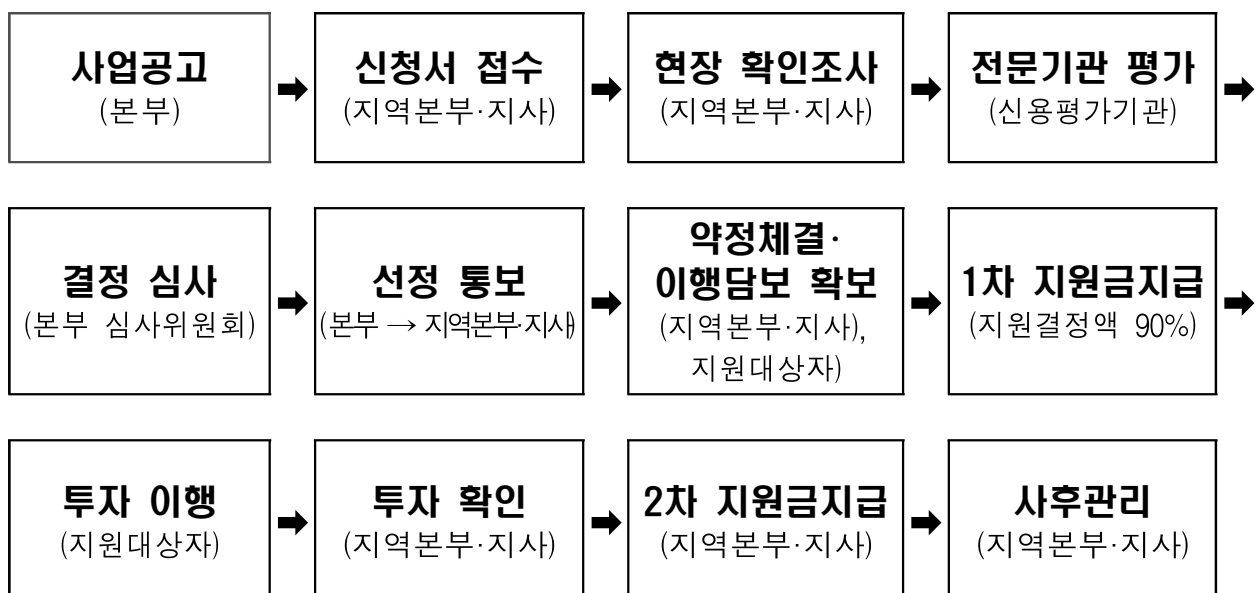 사업공고
(본부)
신청서 접수
(지역본부·지사)
현장 확인조사
(지역본부·지사)
전문기관 평가
(신용평가기관)
결정 심사
(본부 심사위원회)
선정 통보
(본부 → 지역본부·지사)
약정체결·
이행담보 확보
(지역본부·지사),
지원대상자)
1차 지원금지급
(지원결정액 90%)
투자 이행
(지원대상자)
투자 확인
(지역본부·지사)
2차 지원금지급
(지역본부·지사)
사후관리
(지역본부·지사)